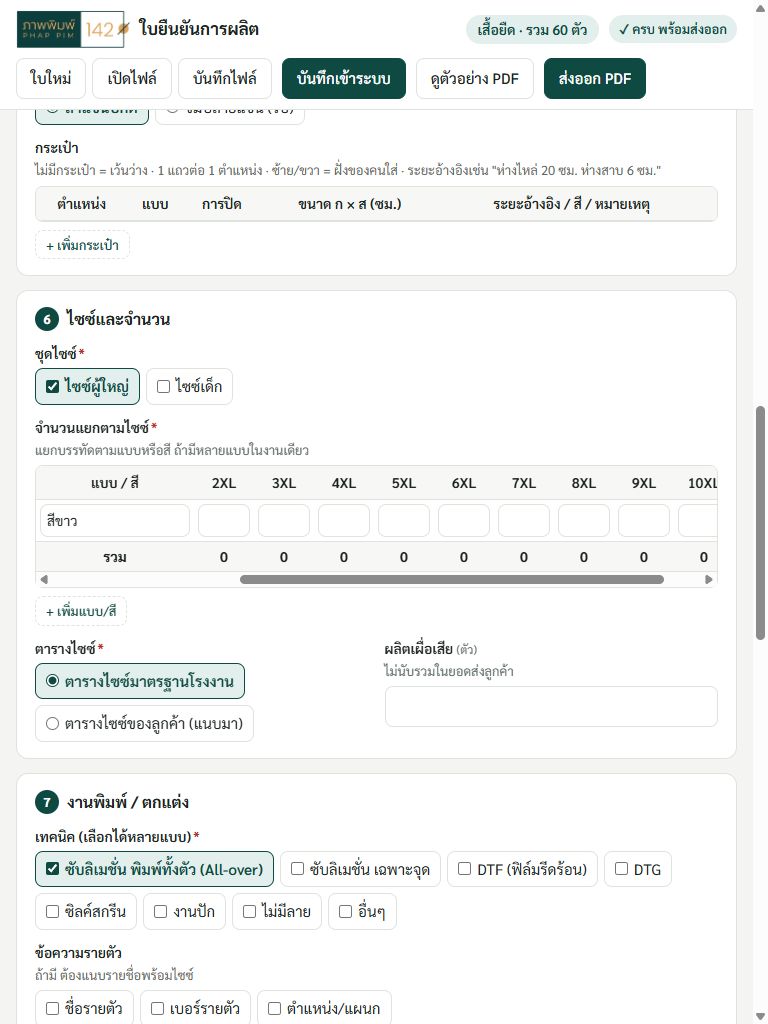 ภาพพิมพ์
PHAP PIM
142
ใบยืนยันการผลิต
เสื้อยืด · รวม 60 ตัว
✓ ครบ พร้อมส่งออก
ใบใหม่
เปิดไฟล์
บันทึกไฟล์
บันทึกเข้าระบบ
ดูตัวอย่าง PDF
ส่งออก PDF
กระเป๋า
ไม่มีกระเป๋า = เว้นว่าง · 1 แถวต่อ 1 ตำแหน่ง · ซ้าย/ขวา = ฝั่งของคนใส่ · ระยะอ้างอิงเช่น "ห่างไหล่ 20 ซม. ห่างสาบ 6 ซม."
ตำแหน่ง แบบ การปิด ขนาด ก × ส (ซม.) ระยะอ้างอิง / สี / หมายเหตุ
+ เพิ่มกระเป๋า
6 ไซซ์และจำนวน
ชุดไซซ์ *
ไซซ์ผู้ใหญ่ ไซซ์เด็ก
จำนวนแยกตามไซซ์ *
แยกบรรทัดตามแบบหรือสี ถ้ามีหลายแบบในงานเดียว
แบบ / สี 2XL 3XL 4XL 5XL 6XL 7XL 8XL 9XL 10XL
สีขาว
รวม 0 0 0 0 0 0 0 0 0
+ เพิ่มแบบ/สี
ตารางไซซ์ *
ตารางไซซ์มาตรฐานโรงงาน
ตารางไซซ์ของลูกค้า (แนบมา)
ผลิตเผื่อเสีย (ตัว)
ไม่นับรวมในยอดส่งลูกค้า
7 งานพิมพ์ / ตกแต่ง
เทคนิค (เลือกได้หลายแบบ) *
ซับลิเมชั่น พิมพ์ทั้งตัว (All-over) ซับลิเมชั่น เฉพาะจุด DTF (ฟิล์มรีดร้อน) DTG
ซิลค์สกรีน งานปัก ไม่มีลาย อื่นๆ
ข้อความรายตัว
ถ้ามี ต้องแนบรายชื่อพร้อมไซซ์
ชื่อรายตัว เบอร์รายตัว ตำแหน่ง/แผนก